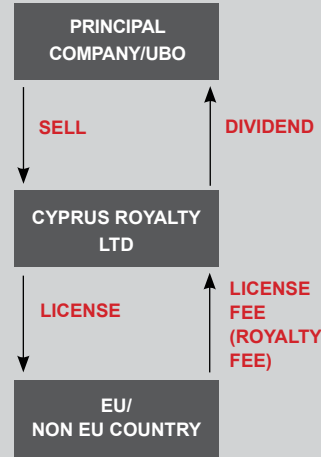 PRINCIPAL
COMPANY/UBO
SELL
DIVIDEND
CYPRUS ROYALTY
LTD
LICENSE
LICENSE
FEE
(ROYALTY
FEE)
EU/
NON EU COUNTRY